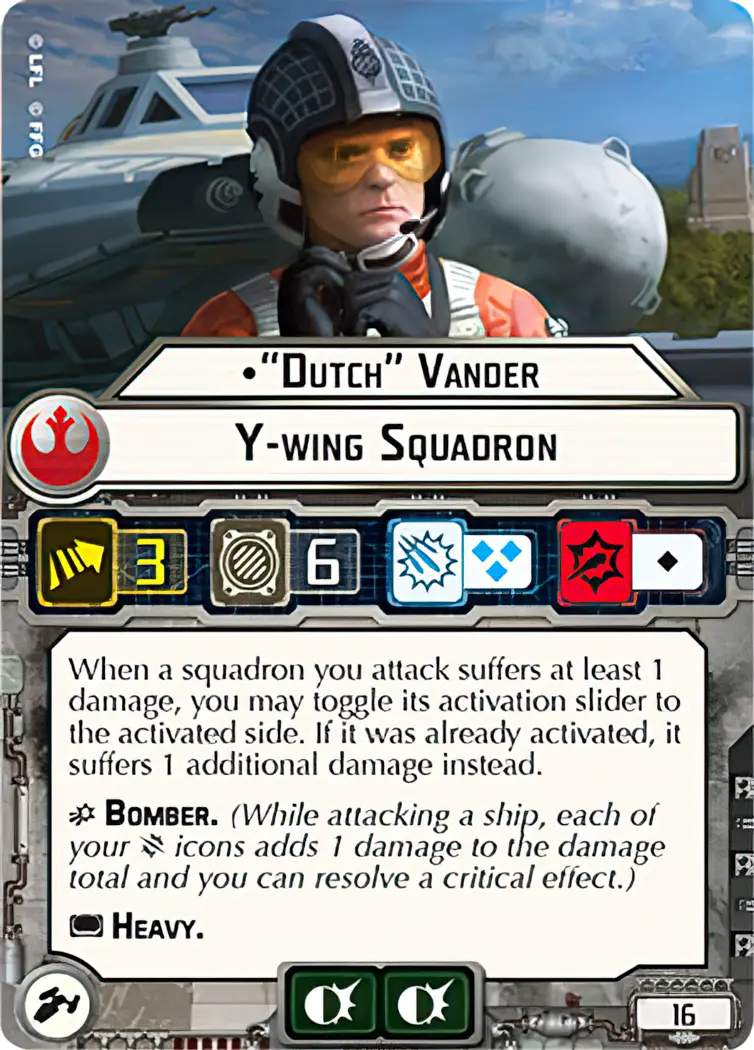 © LFL © FFG
•“Dutch” Vander
Y-wing Squadron
3 6
When a squadron you attack suffers at least 1
damage, you may toggle its activation slider to
the activated side. If it was already activated, it
suffers 1 additional damage instead.
Bomber. (While attacking a ship, each of
your icons adds 1 damage to the damage
total and you can resolve a critical effect.)
Heavy.
16